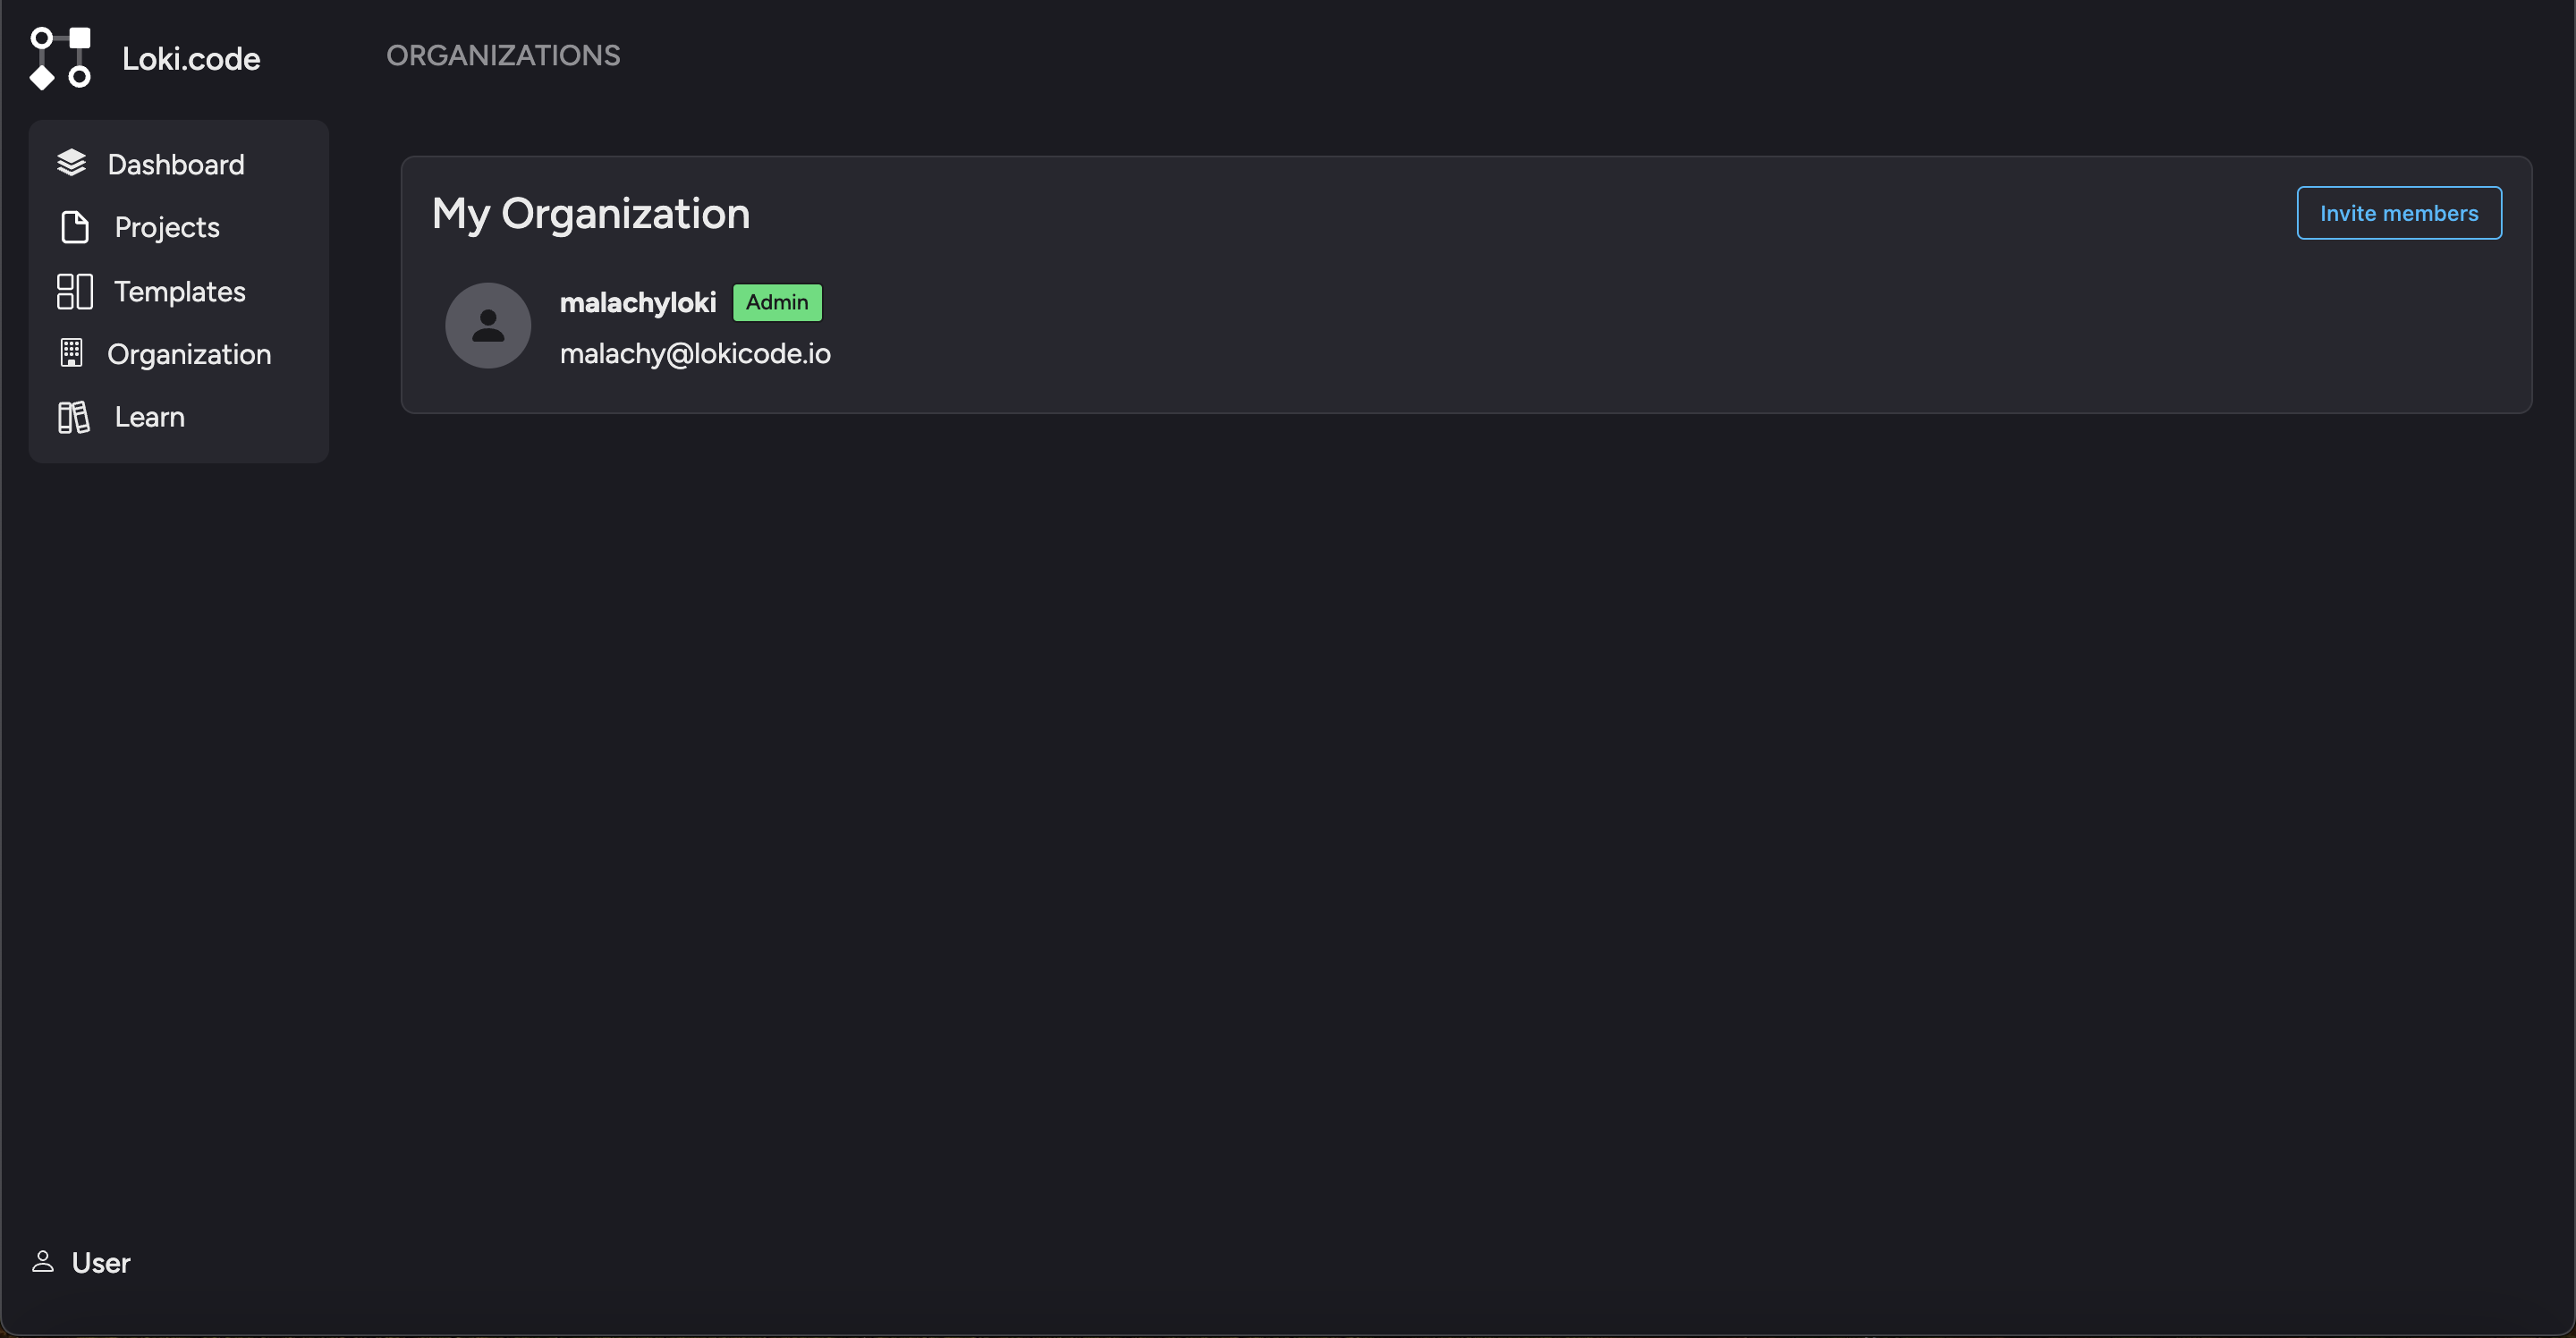 Loki.code
ORGANIZATIONS
Dashboard
Projects
Templates
Organization
Learn
My Organization
Invite members
malachyloki Admin
malachy@lokicode.io
User